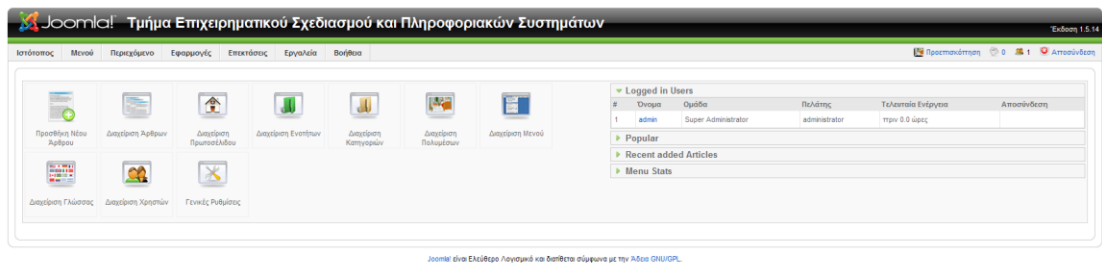 Joomla! Τμήμα Επιχειρηματικού Σχεδιασμού και Πληροφοριακών Συστημάτων
Έκδοση 1.5.14
Ιστότοπος Μενού Περιεχόμενο Εφαρμογές Επεκτάσεις Εργαλεία Βοήθεια Προεπισκόπηση 0 1 Αποσύνδεση
Προσθήκη Νέου Άρθρου
Διαχείριση Άρθρων
Διαχείριση Πρωτοσέλιδου
Διαχείριση Ενοτήτων
Διαχείριση Κατηγοριών
Διαχείριση Πολυμέσων
Διαχείριση Μενού
Διαχείριση Γλώσσας
Διαχείριση Χρηστών
Γενικές Ρυθμίσεις
Logged in Users
# Όνομα Ομάδα Πελάτης Τελευταία Ενέργεια Αποσύνδεση
1 admin Super Administrator administrator πριν 0.0 ώρες
Popular
Recent added Articles
Menu Stats
Joomla! είναι Ελεύθερο Λογισμικό και διατίθεται σύμφωνα με την Άδεια GNU/GPL.